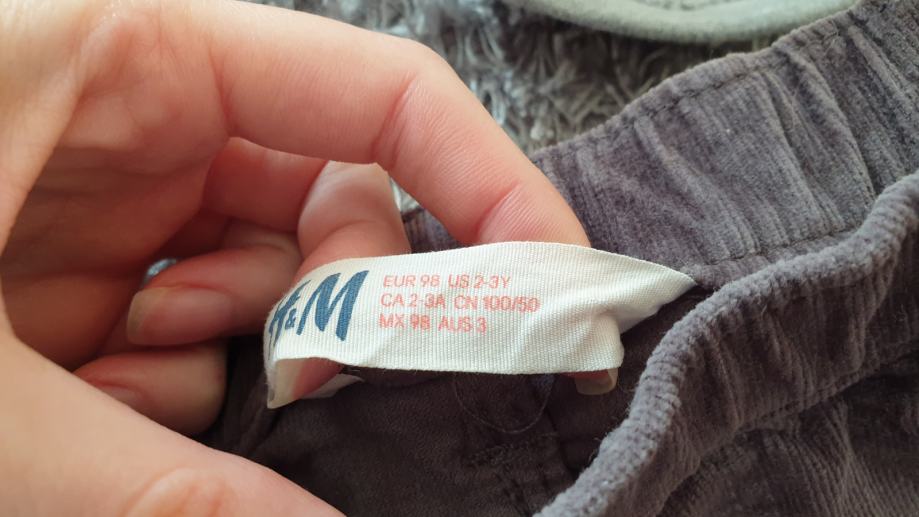 H&M
EUR 98 US 2-3Y
CA 2-3A CN 100/50
MX 98 AUS 3